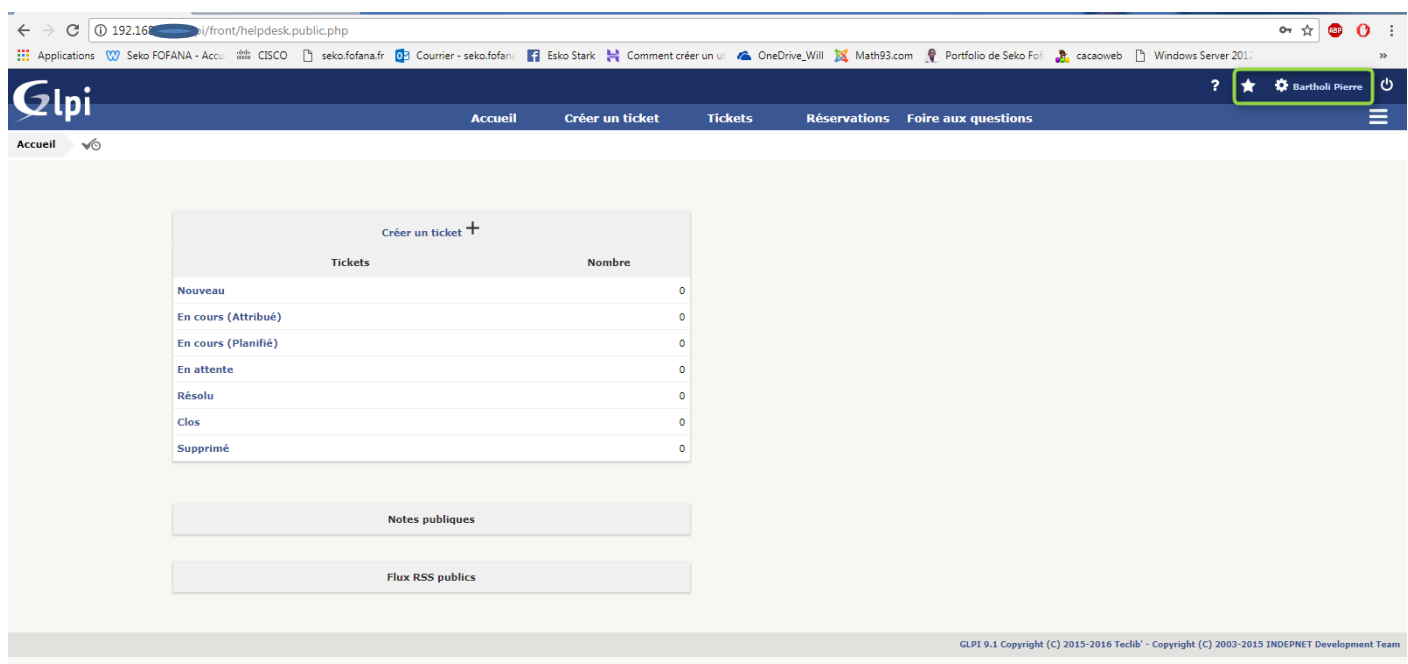 192.168 pi/front/helpdesk.public.php
Applications Seko FOFANA - Accu CISCO seko.fofana.fr Courrier - seko.fofan Esko Stark Comment créer un ut OneDrive_Will Math93.com Portfolio de Seko Fof cacaoweb Windows Server 2012 »
Glpi
? Bartholi Pierre
Accueil Créer un ticket Tickets Réservations Foire aux questions
Accueil
Créer un ticket +
Tickets Nombre
Nouveau 0
En cours (Attribué) 0
En cours (Planifié) 0
En attente 0
Résolu 0
Clos 0
Supprimé 0
Notes publiques
Flux RSS publics
GLPI 9.1 Copyright (C) 2015-2016 Teclib' - Copyright (C) 2003-2015 INDEPNET Development Team